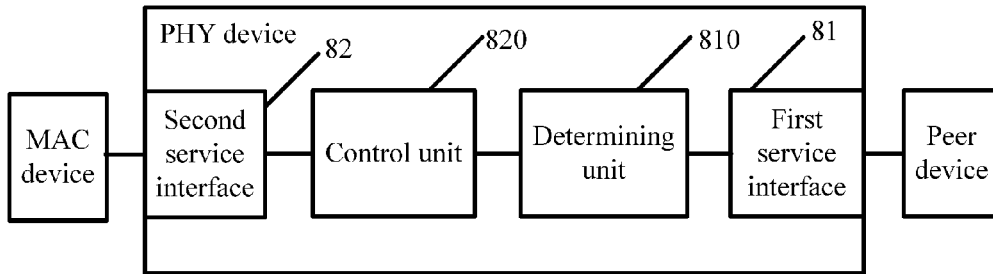 PHY device
82
820
810
81
MAC
device
Second
service
interface
Control unit
Determining
unit
First
service
interface
Peer
device